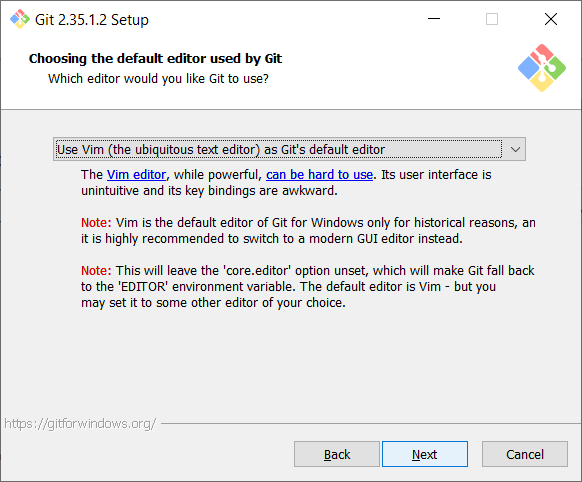 Git 2.35.1.2 Setup
Choosing the default editor used by Git
Which editor would you like Git to use?
Use Vim (the ubiquitous text editor) as Git's default editor
The Vim editor, while powerful, can be hard to use. Its user interface is
unintuitive and its key bindings are awkward.
Note: Vim is the default editor of Git for Windows only for historical reasons, an
it is highly recommended to switch to a modern GUI editor instead.
Note: This will leave the 'core.editor' option unset, which will make Git fall back
to the 'EDITOR' environment variable. The default editor is Vim - but you
may set it to some other editor of your choice.
https://gitforwindows.org/
Back
Next
Cancel